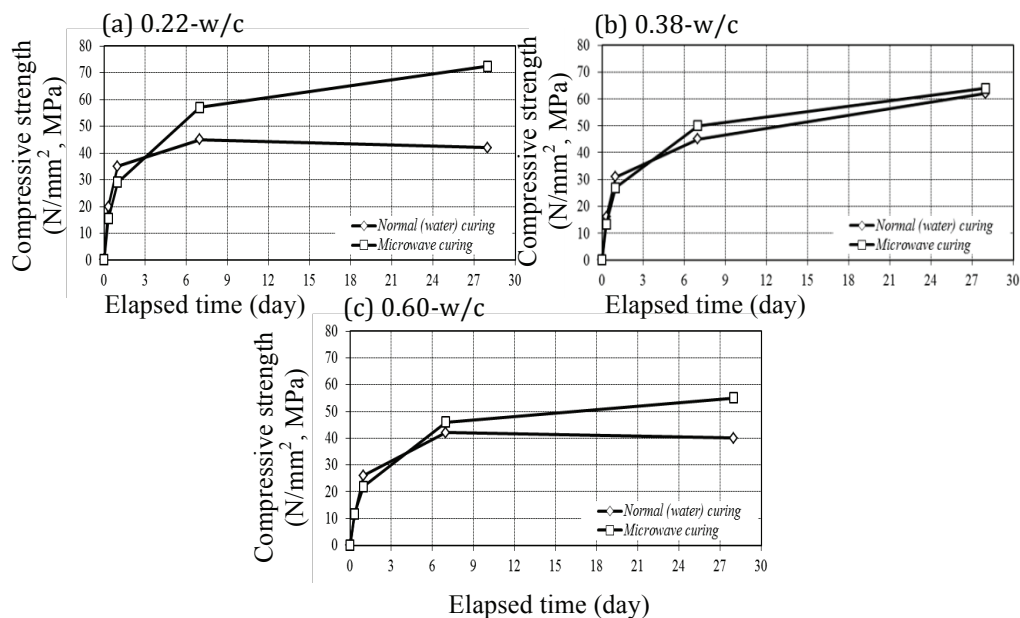 (a) 0.22-w/c
Compressive strength
(N/mm², MPa)
80
70
60
50
40
30
20
10
0
Normal (water) curing
Microwave curing
0 3 6 9 12 15 18 21 24 27 30
Elapsed time (day)
(b) 0.38-w/c
Compressive strength
(N/mm², MPa)
80
70
60
50
40
30
20
10
0
Normal (water) curing
Microwave curing
0 3 6 9 12 15 18 21 24 27 30
Elapsed time (day)
(c) 0.60-w/c
Compressive strength
(N/mm², MPa)
80
70
60
50
40
30
20
10
0
Normal (water) curing
Microwave curing
0 3 6 9 12 15 18 21 24 27 30
Elapsed time (day)